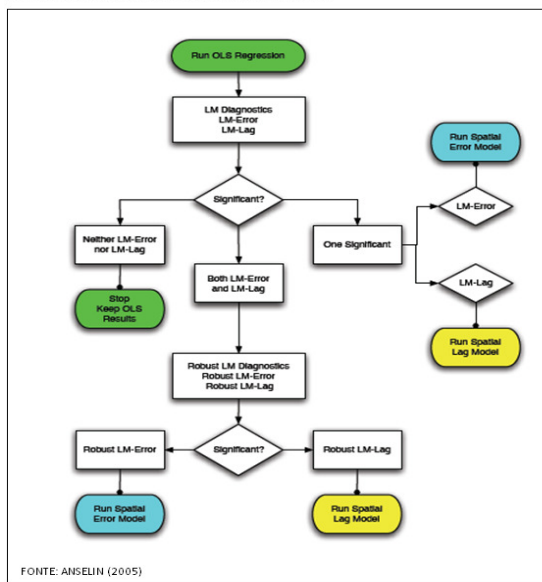 Run OLS Regression
LM Diagnostics
LM-Error
LM-Lag
Significant?
Neither LM-Error
nor LM-Lag
Stop
Keep OLS
Results
Both LM-Error
and LM-Lag
One Significant
Run Spatial
Error Model
LM-Error
LM-Lag
Run Spatial
Lag Model
Robust LM Diagnostics
Robust LM-Error
Robust LM-Lag
Significant?
Robust LM-Error
Robust LM-Lag
Run Spatial
Error Model
Run Spatial
Lag Model
FONTE: ANSELIN (2005)